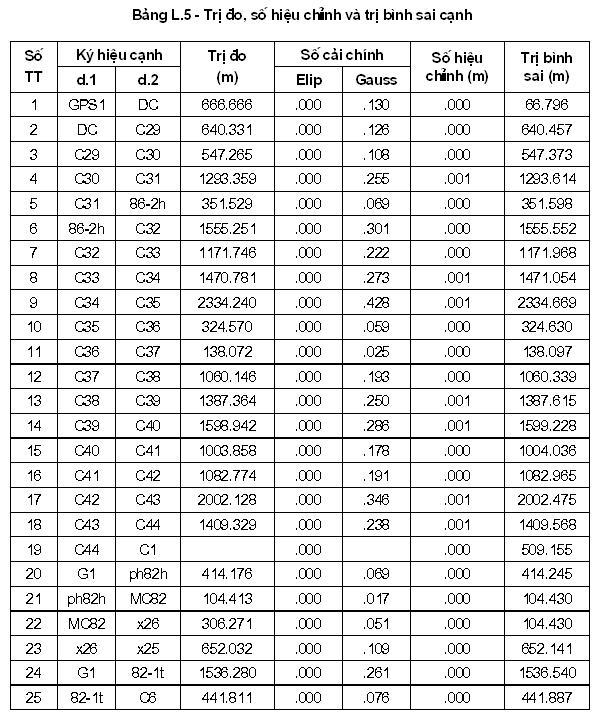 Bảng L.5 - Trị đo, số hiệu chỉnh và trị bình sai cạnh
Số TT Ký hiệu cạnh Trị đo (m) Số cải chính Số hiệu chỉnh (m) Trị bình sai (m)
d.1 d.2 Elip Gauss
1 GPS1 DC 666.666 .000 .130 .000 66.796
2 DC C29 640.331 .000 .126 .000 640.457
3 C29 C30 547.265 .000 .108 .000 547.373
4 C30 C31 1293.359 .000 .255 .001 1293.614
5 C31 86-2h 351.529 .000 .069 .000 351.598
6 86-2h C32 1555.251 .000 .301 .000 1555.552
7 C32 C33 1171.746 .000 .222 .000 1171.968
8 C33 C34 1470.781 .000 .273 .001 1471.054
9 C34 C35 2334.240 .000 .428 .001 2334.669
10 C35 C36 324.570 .000 .059 .000 324.630
11 C36 C37 138.072 .000 .025 .000 138.097
12 C37 C38 1060.146 .000 .193 .000 1060.339
13 C38 C39 1387.364 .000 .250 .001 1387.615
14 C39 C40 1598.942 .000 .286 .001 1599.228
15 C40 C41 1003.858 .000 .178 .000 1004.036
16 C41 C42 1082.774 .000 .191 .000 1082.965
17 C42 C43 2002.128 .000 .346 .001 2002.475
18 C43 C44 1409.329 .000 .238 .001 1409.568
19 C44 C1 .000 .000 509.155
20 G1 ph82h 414.176 .000 .069 .000 414.245
21 ph82h MC82 104.413 .000 .017 .000 104.430
22 MC82 x26 306.271 .000 .051 .000 104.430
23 x26 x25 652.032 .000 .109 .000 652.141
24 G1 82-1t 1536.280 .000 .261 .000 1536.540
25 82-1t C6 441.811 .000 .076 .000 441.887